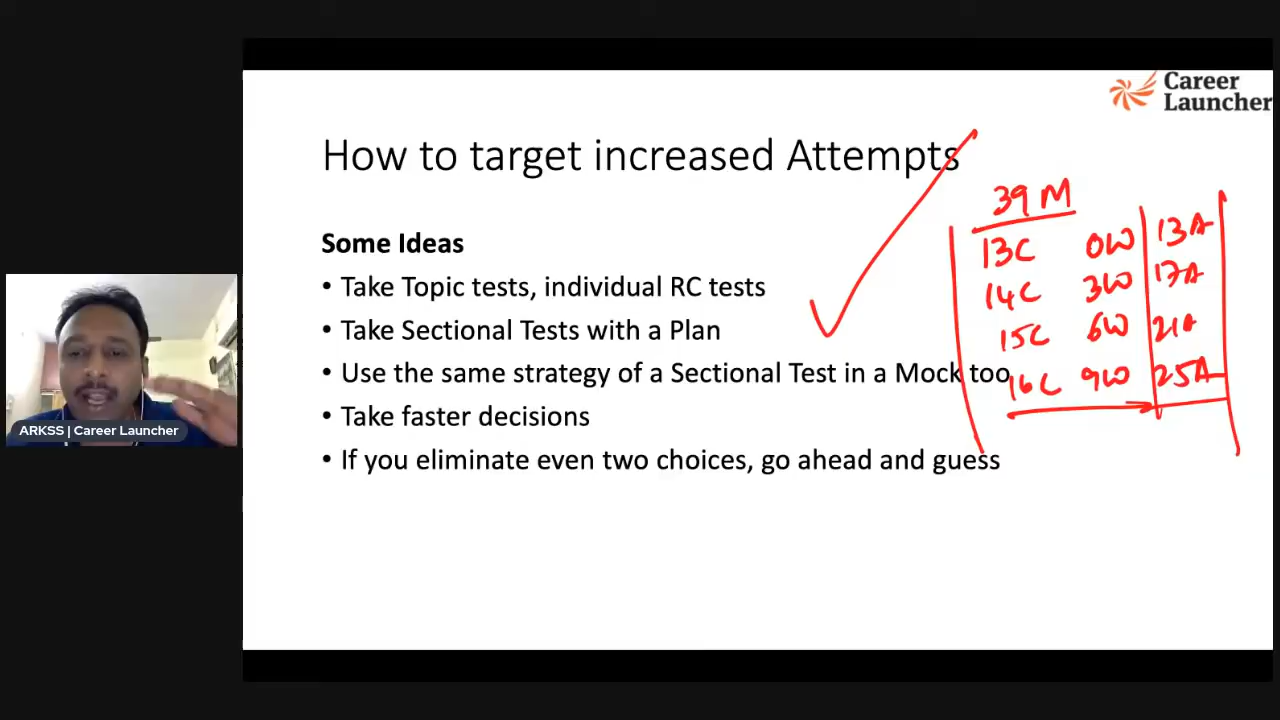 Career
Launcher
How to target increased Attempts
39 M
13C 0W 13A
14C 3W 17A
15C 6W 21A
16C 9W 25A
Some Ideas
• Take Topic tests, individual RC tests
• Take Sectional Tests with a Plan
• Use the same strategy of a Sectional Test in a Mock too
• Take faster decisions
• If you eliminate even two choices, go ahead and guess
ARKSS | Career Launcher